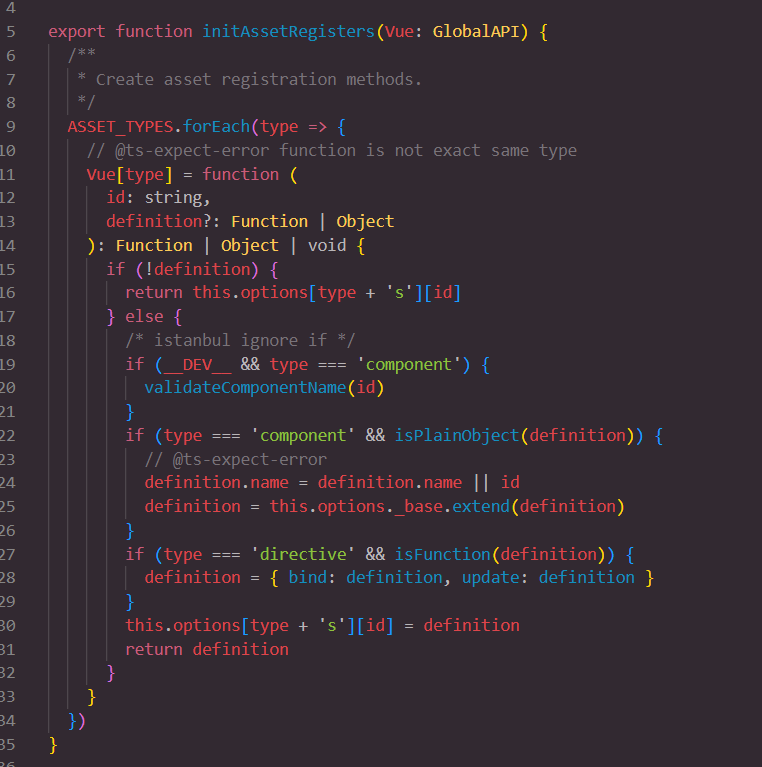 4
5 export function initAssetRegisters(Vue: GlobalAPI) {
6   /**
7    * Create asset registration methods.
8    */
9   ASSET_TYPES.forEach(type => {
10     // @ts-expect-error function is not exact same type
11     Vue[type] = function (
12       id: string,
13       definition?: Function | Object
14     ): Function | Object | void {
15       if (!definition) {
16         return this.options[type + 's'][id]
17       } else {
18         /* istanbul ignore if */
19         if (__DEV__ && type === 'component') {
20           validateComponentName(id)
21         }
22         if (type === 'component' && isPlainObject(definition)) {
23           // @ts-expect-error
24           definition.name = definition.name || id
25           definition = this.options._base.extend(definition)
26         }
27         if (type === 'directive' && isFunction(definition)) {
28           definition = { bind: definition, update: definition }
29         }
30         this.options[type + 's'][id] = definition
31         return definition
32       }
33     }
34   })
35 }